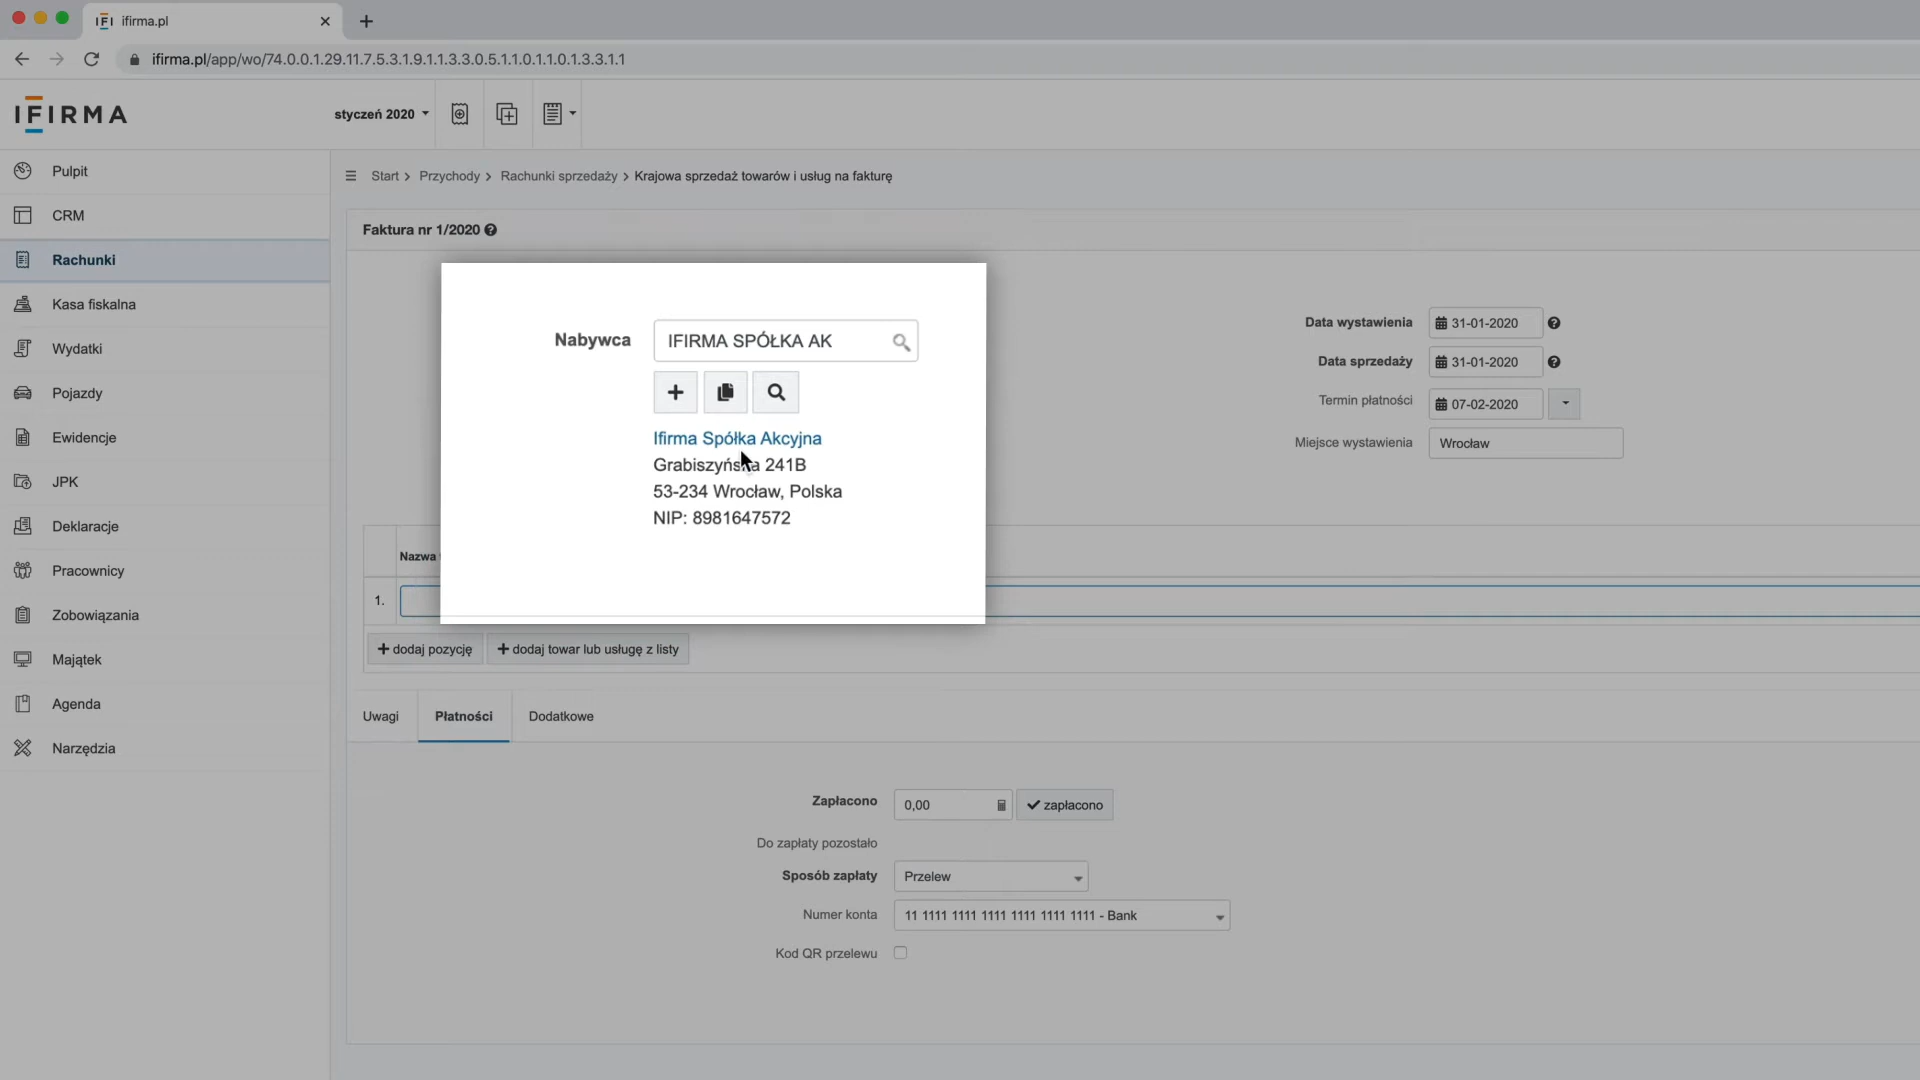 ifirma.pl
ifirma.pl/app/wo/74.0.0.1.29.11.7.5.3.1.9.1.1.3.3.0.5.1.1.0.1.1.0.1.3.3.1.1
IFIRMA
styczeń 2020
Pulpit
CRM
Rachunki
Kasa fiskalna
Wydatki
Pojazdy
Ewidencje
JPK
Deklaracje
Pracownicy
Zobowiązania
Majątek
Agenda
Narzędzia
Start > Przychody > Rachunki sprzedaży > Krajowa sprzedaż towarów i usług na fakturę
Faktura nr 1/2020
Nabywca IFIRMA SPÓŁKA AK
Ifirma Spółka Akcyjna
Grabiszyńska 241B
53-234 Wrocław, Polska
NIP: 8981647572
Data wystawienia 31-01-2020
Data sprzedaży 31-01-2020
Termin płatności 07-02-2020
Miejsce wystawienia Wrocław
Nazwa
1.
+ dodaj pozycję + dodaj towar lub usługę z listy
Uwagi Płatności Dodatkowe
Zapłacono 0,00 zapłacono
Do zapłaty pozostało
Sposób zapłaty Przelew
Numer konta 11 1111 1111 1111 1111 1111 1111 - Bank
Kod QR przelewu